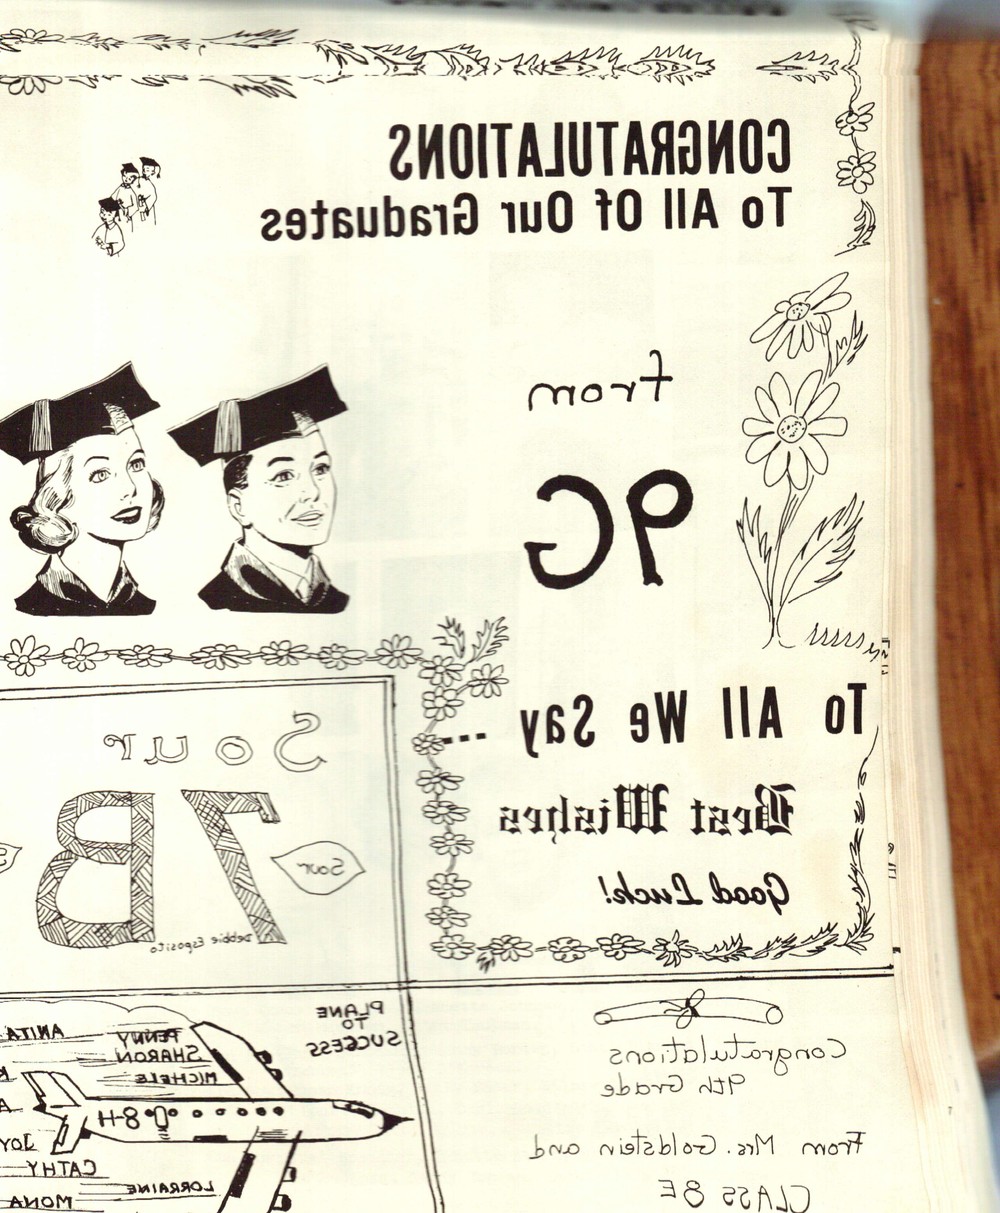 CONGRATULATIONS
To All Of Our Graduates
from
9G
To All We Say ...
Best Wishes
Good Luck!
Sour
7B
Sour
Debbie Esposito
PLANE
TO
SUCCESS
PENNY
SHARON
MICHELE
ANITA
8-H
JOY
CATHY
MONA
LORRAINE
Congratulations
9th Grade
From Mrs. Goldstein and
CLASS 8E